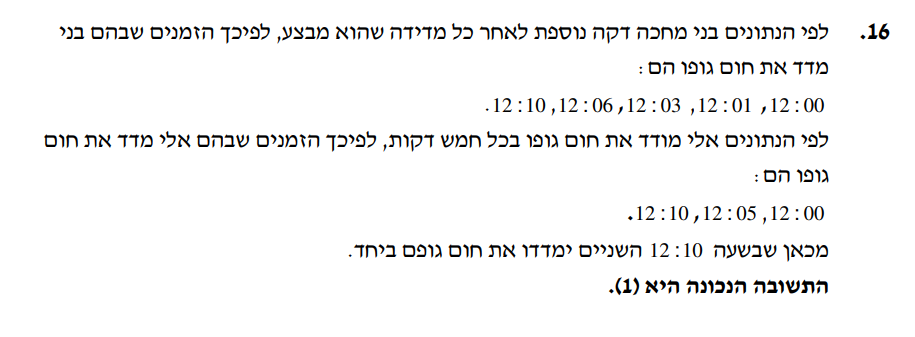 16. לפי הנתונים בני מחכה דקה נוספת לאחר כל מדידה שהוא מבצע, לפיכך הזמנים שבהם בני
מדד את חום גופו הם:
12:00, 12:01, 12:03, 12:06, 12:10.
לפי הנתונים אלי מודד את חום גופו בכל חמש דקות, לפיכך הזמנים שבהם אלי מדד את חום
גופו הם:
12:00, 12:05, 12:10.
מכאן שבשעה 12:10 השניים ימדדו את חום גופם ביחד.
התשובה הנכונה היא (1).